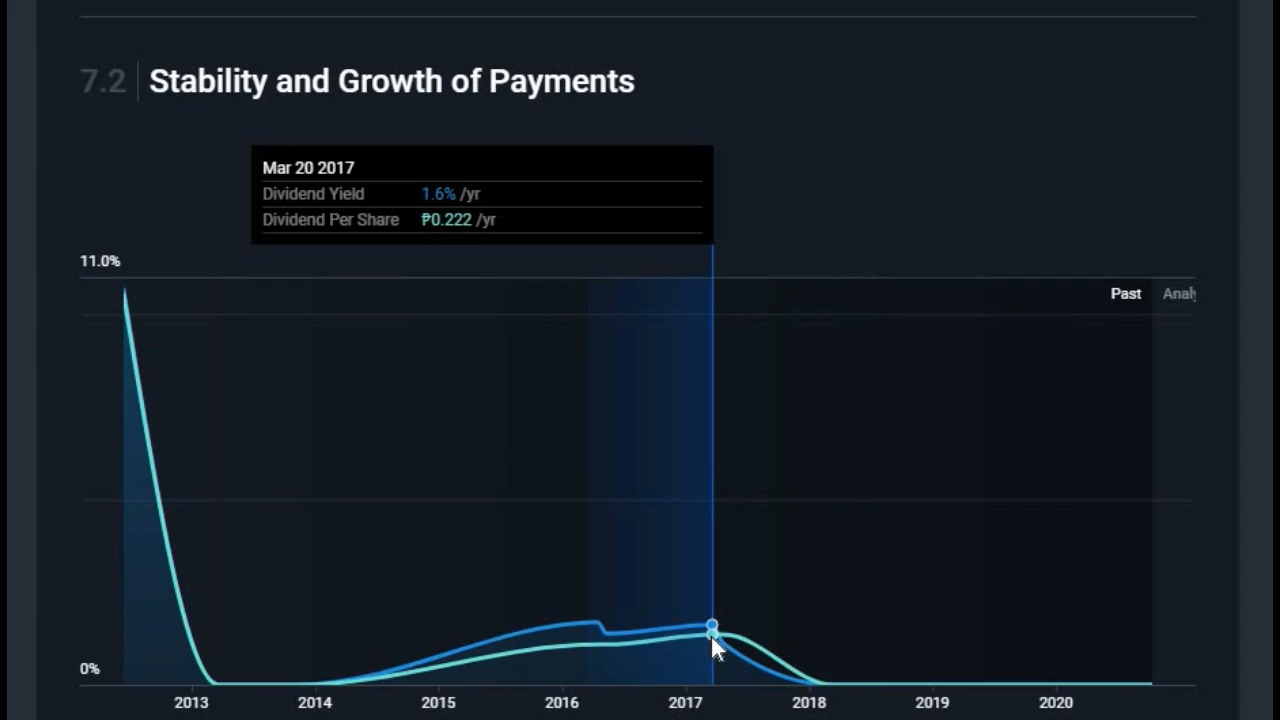 7.2 Stability and Growth of Payments
Mar 20 2017
Dividend Yield 1.6% /yr
Dividend Per Share ₱0.222 /yr
11.0%
Past
0%
2013 2014 2015 2016 2017 2018 2019 2020